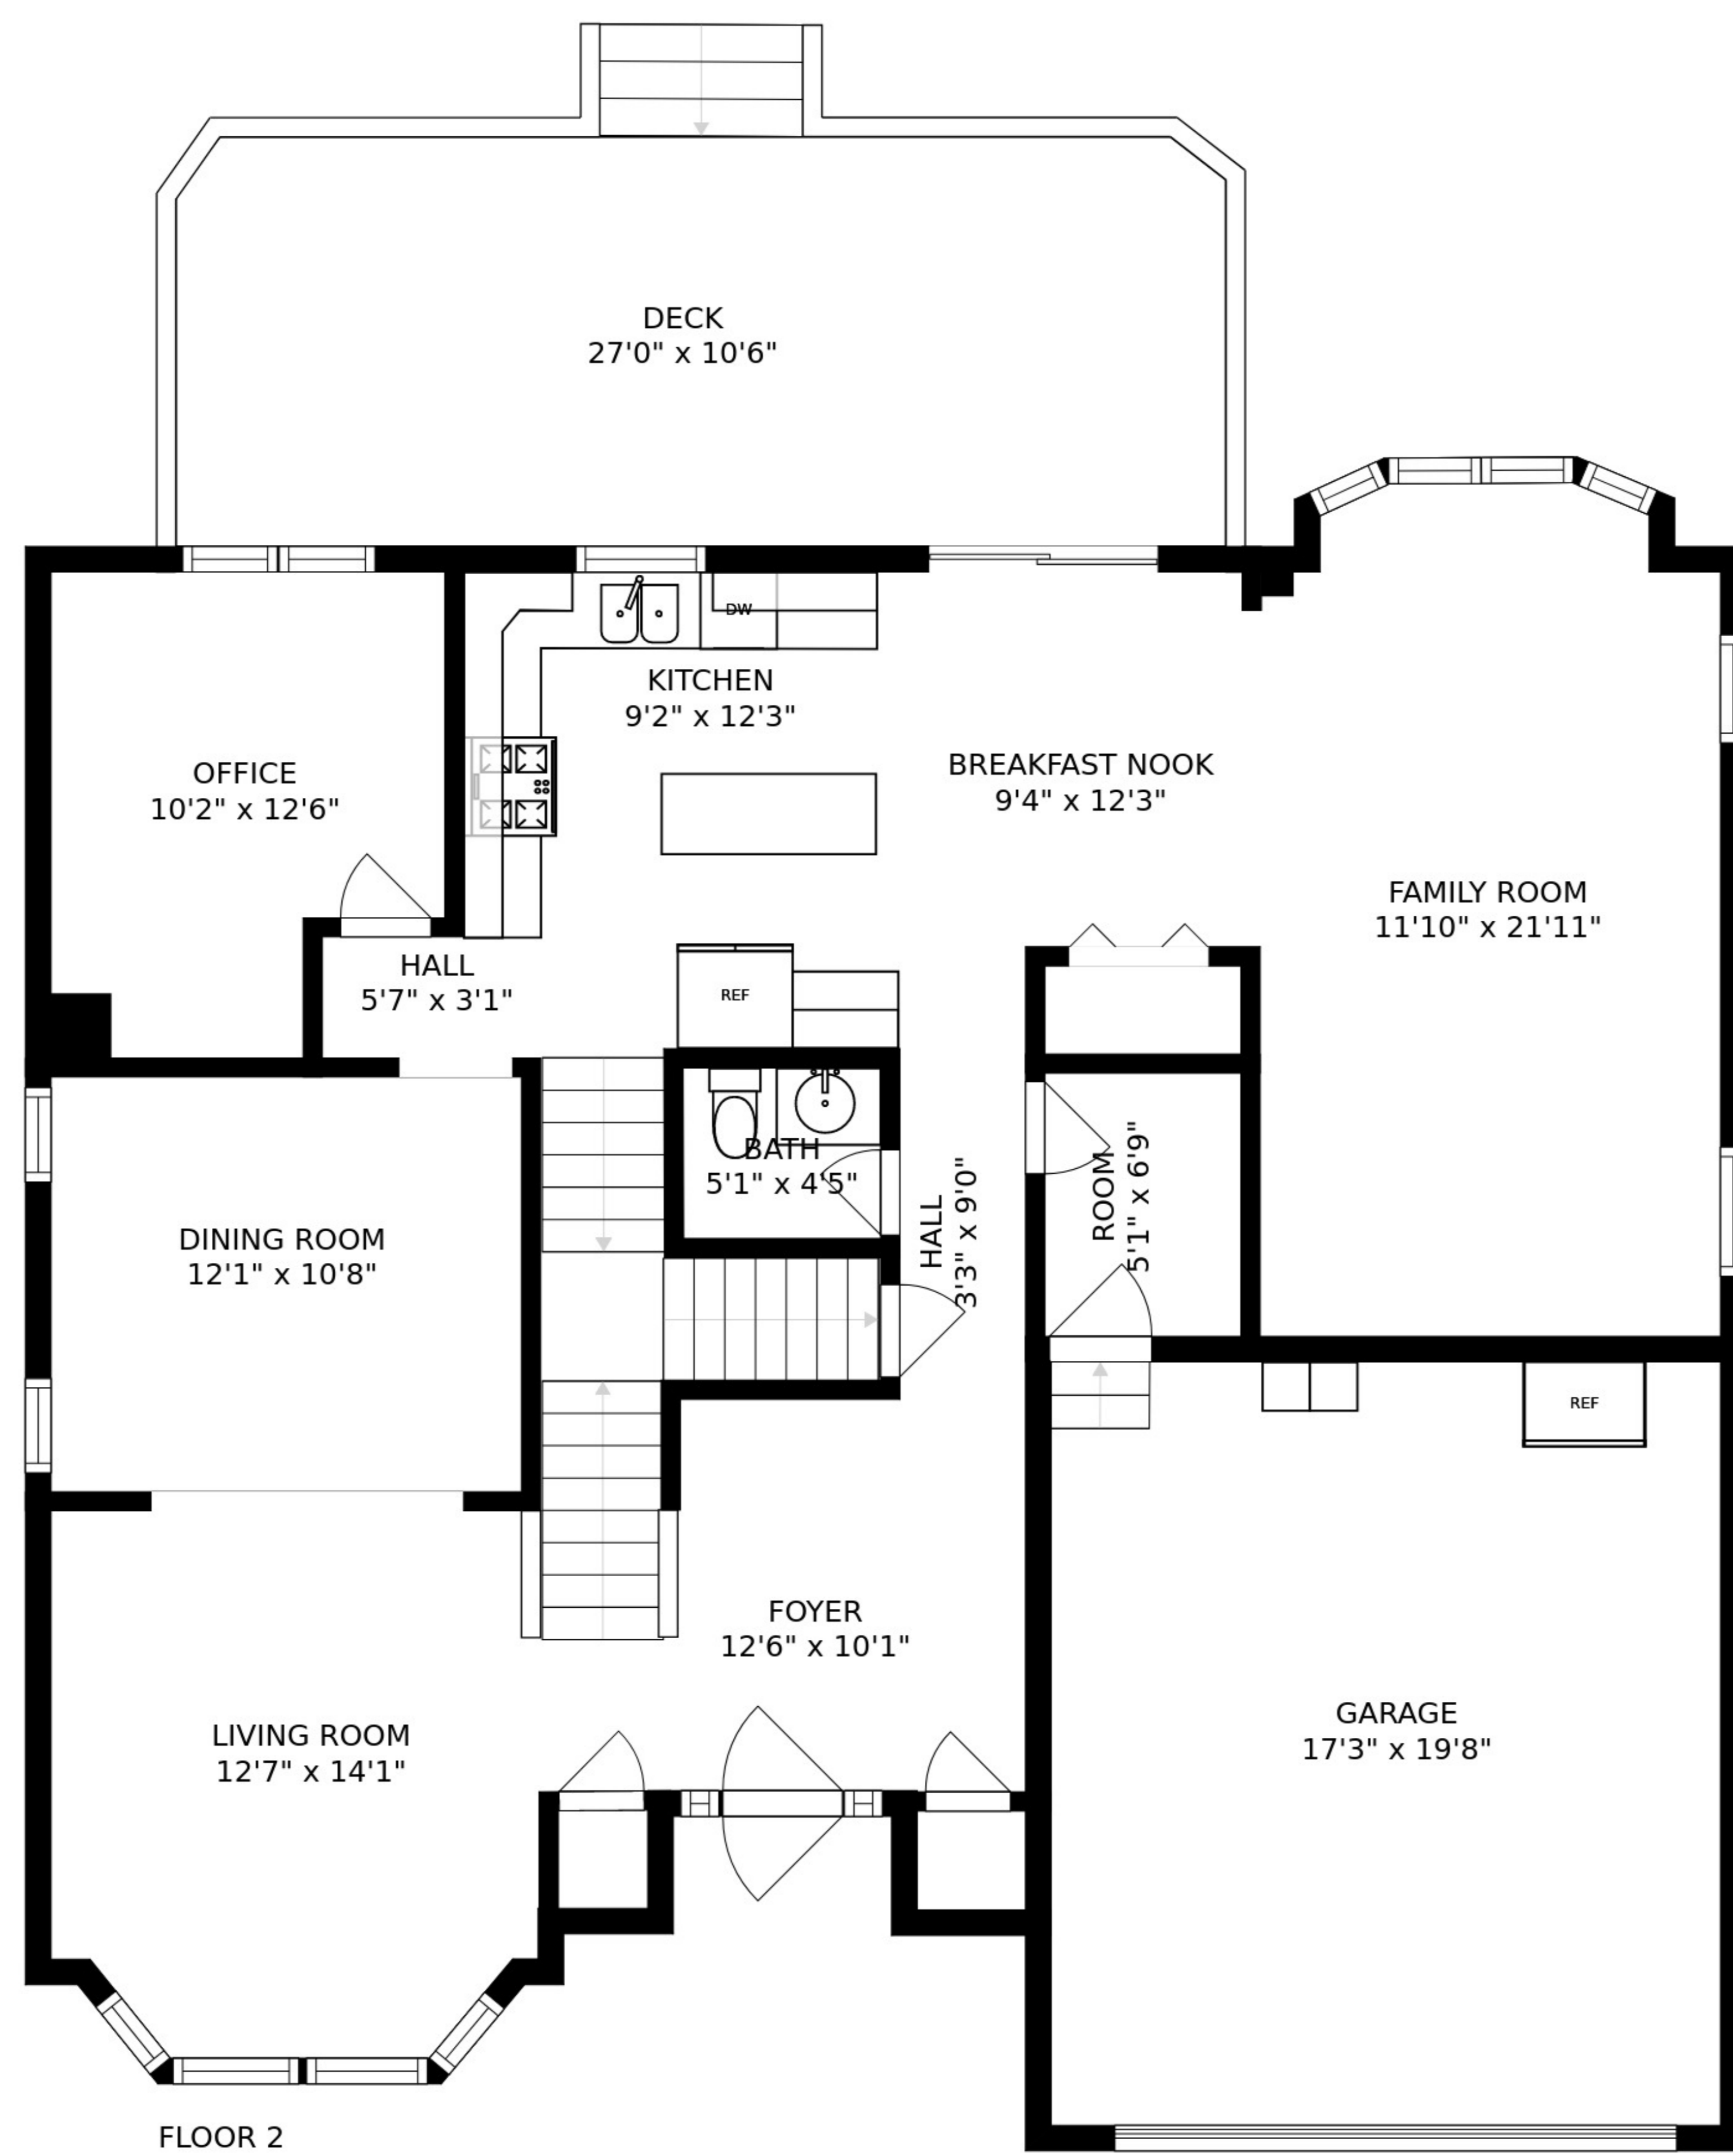 DECK
27'0" x 10'6"
DW
KITCHEN
9'2" x 12'3"
BREAKFAST NOOK
9'4" x 12'3"
OFFICE
10'2" x 12'6"
FAMILY ROOM
11'10" x 21'11"
HALL
5'7" x 3'1"
REF
BATH
5'1" x 4'5"
HALL
3'3" x 9'0"
ROOM
5'1" x 6'9"
DINING ROOM
12'1" x 10'8"
REF
FOYER
12'6" x 10'1"
LIVING ROOM
12'7" x 14'1"
GARAGE
17'3" x 19'8"
FLOOR 2